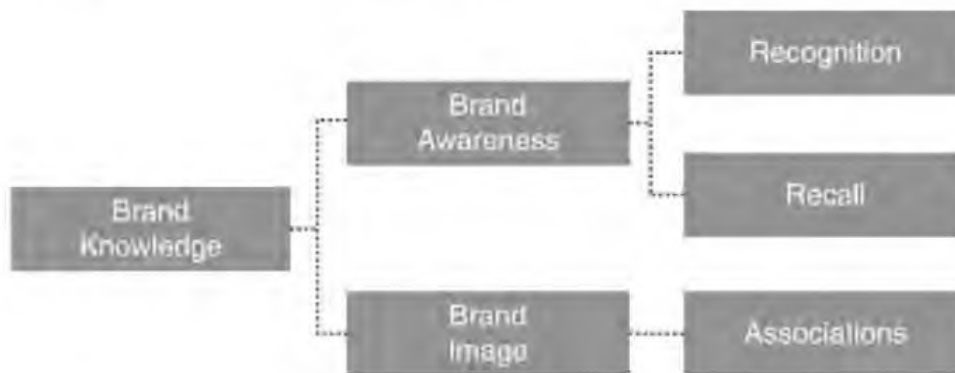 Brand
Knowledge
Brand
Awareness
Brand
Image
Recognition
Recall
Associations